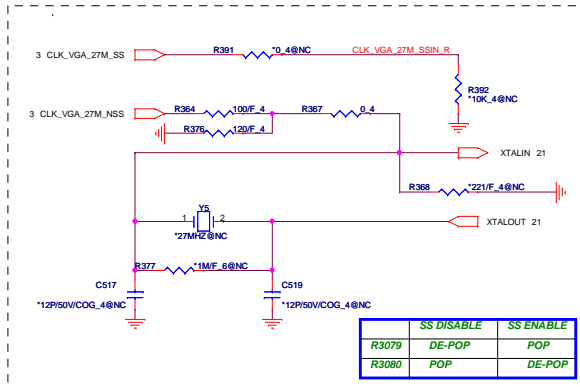 R391 *0_4@NC CLK_VGA_27M_SSIN_R
3 CLK_VGA_27M_SS
R392
*10K_4@NC
R364 100/F_4 R367 0_4
3 CLK_VGA_27M_NSS
R376 120/F_4
XTALIN 21
R368 *221/F_4@NC
Y5
1 2
XTALOUT 21
*27MHZ@NC
R377 *1M/F_6@NC
C517 C519
*12P/50V/COG_4@NC *12P/50V/COG_4@NC
SS DISABLE SS ENABLE
R3079 DE-POP POP
R3080 POP DE-POP